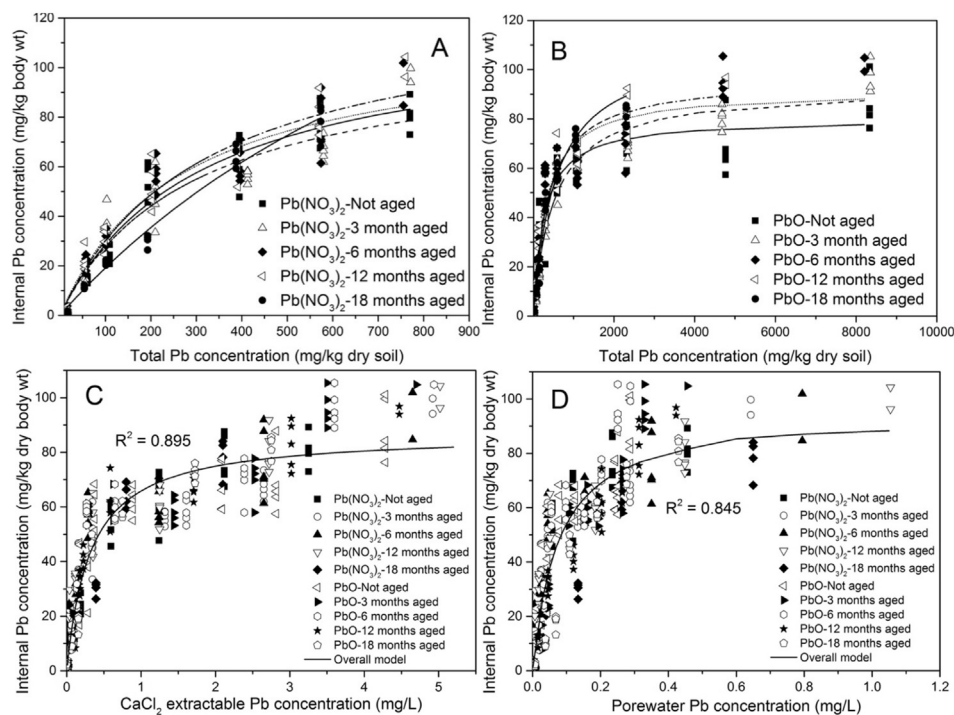 A
Internal Pb concentration (mg/kg body wt)
120
100
80
60
40
20
0
Pb(NO3)2-Not aged
Pb(NO3)2-3 month aged
Pb(NO3)2-6 months aged
Pb(NO3)2-12 months aged
Pb(NO3)2-18 months aged
0 100 200 300 400 500 600 700 800 900
Total Pb concentration (mg/kg dry soil)
B
Internal Pb concentration (mg/kg body wt)
120
100
80
60
40
20
0
PbO-Not aged
PbO-3 month aged
PbO-6 months aged
PbO-12 months aged
PbO-18 months aged
0 2000 4000 6000 8000 10000
Total Pb concentration (mg/kg dry soil)
C
Internal Pb concentration (mg/kg dry body wt)
120
100
80
60
40
20
0
R² = 0.895
Pb(NO3)2-Not aged
Pb(NO3)2-3 months aged
Pb(NO3)2-6 months aged
Pb(NO3)2-12 months aged
Pb(NO3)2-18 months aged
PbO-Not aged
PbO-3 months aged
PbO-6 months aged
PbO-12 months aged
PbO-18 months aged
Overall model
0 1 2 3 4 5
CaCl2 extractable Pb concentration (mg/L)
D
Internal Pb concentration (mg/kg dry body wt)
120
100
80
60
40
20
0
R² = 0.845
Pb(NO3)2-Not aged
Pb(NO3)2-3 months aged
Pb(NO3)2-6 months aged
Pb(NO3)2-12 months aged
Pb(NO3)2-18 months aged
PbO-Not aged
PbO-3 months aged
PbO-6 months aged
PbO-12 months aged
PbO-18 months aged
Overall model
0.0 0.2 0.4 0.6 0.8 1.0 1.2
Porewater Pb concentration (mg/L)